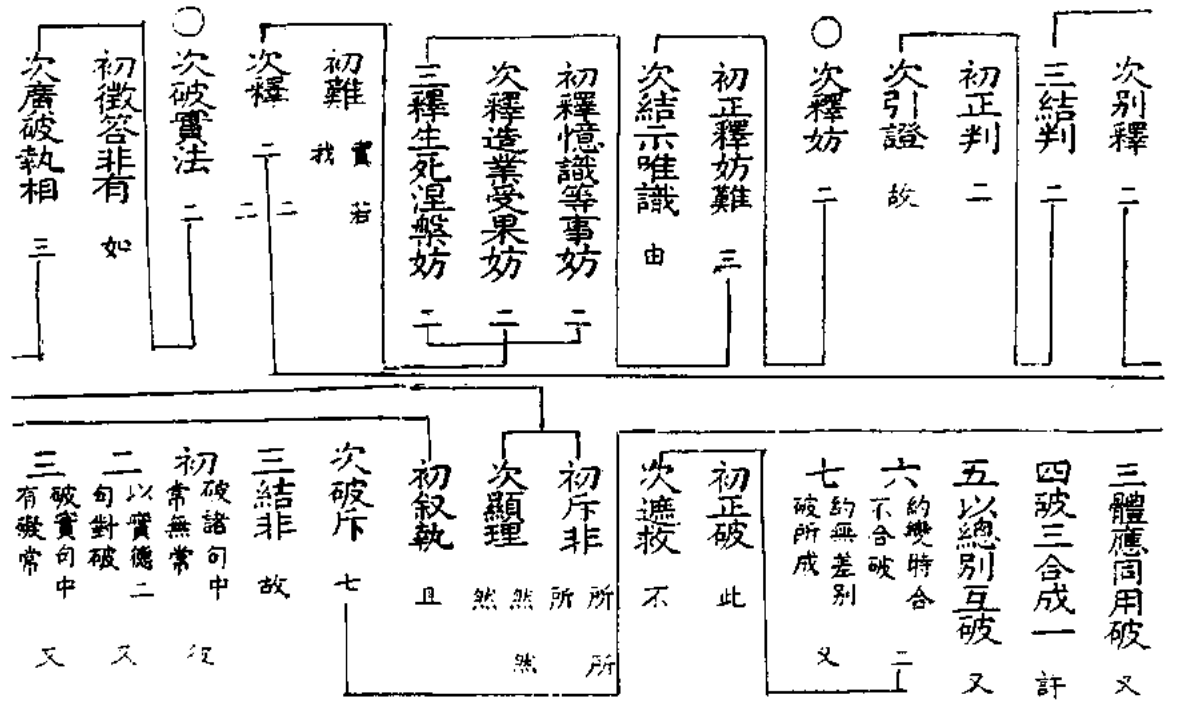 次別釋 二
三結判 二
初正判 二
次引證 故
○
次釋妨 二
初正釋妨難 三
次結示唯識 由
初釋憶識等事妨 二
次釋造業受果妨 二
三釋生死涅槃妨 二
初難 實 若
我
次釋 二 二
二
○
次破實法 二
初徵答非有 如
次廣破執相 三
三體應同用破 又
四破三合成一 許
五以總別互破 又
六 約變時合
不合破 二
七 約無差別
破所成 又
初正破 此
次遮救 不
初斥非 所 所
所
次顯理 然 然
然
初叙執 且
次破斥 七
三結非 故
初 破諸句中
常無常 彼
二 以實德二
句對破 又
三 破實句中
有礙常 又